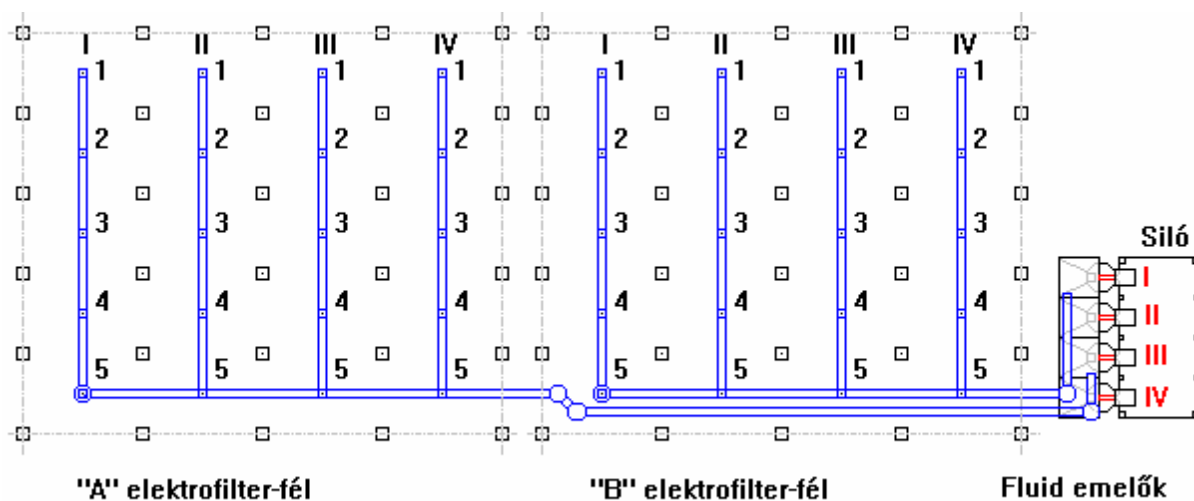 I II III IV I II III IV
1 1 1 1 1 1 1 1
2 2 2 2 2 2 2 2
3 3 3 3 3 3 3 3
Siló
I
4 4 4 4 4 4 4 4
II
III
5 5 5 5 5 5 5 5
IV
"A" elektrofilter-fél "B" elektrofilter-fél Fluid emelők